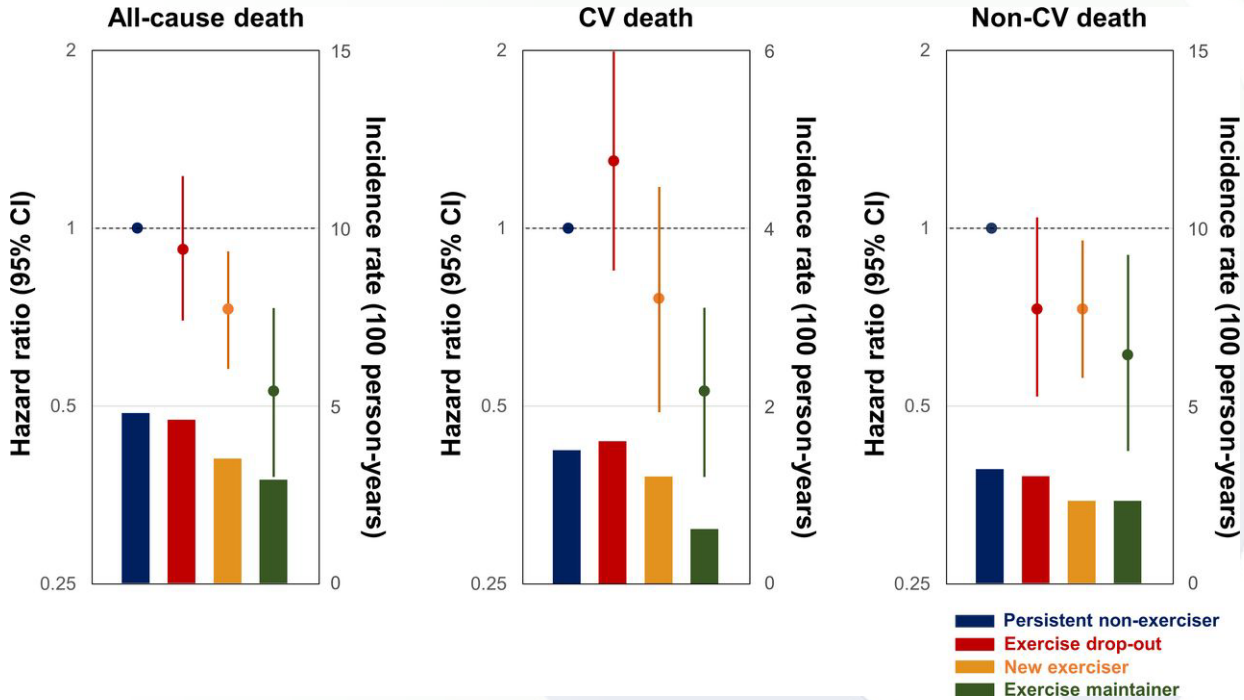 All-cause death
2
1
0.5
0.25
Hazard ratio (95% CI)
15
10
5
0
Incidence rate (100 person-years)
CV death
2
1
0.5
0.25
Hazard ratio (95% CI)
6
4
2
0
Incidence rate (100 person-years)
Non-CV death
2
1
0.5
0.25
Hazard ratio (95% CI)
15
10
5
0
Incidence rate (100 person-years)
Persistent non-exerciser
Exercise drop-out
New exerciser
Exercise maintainer